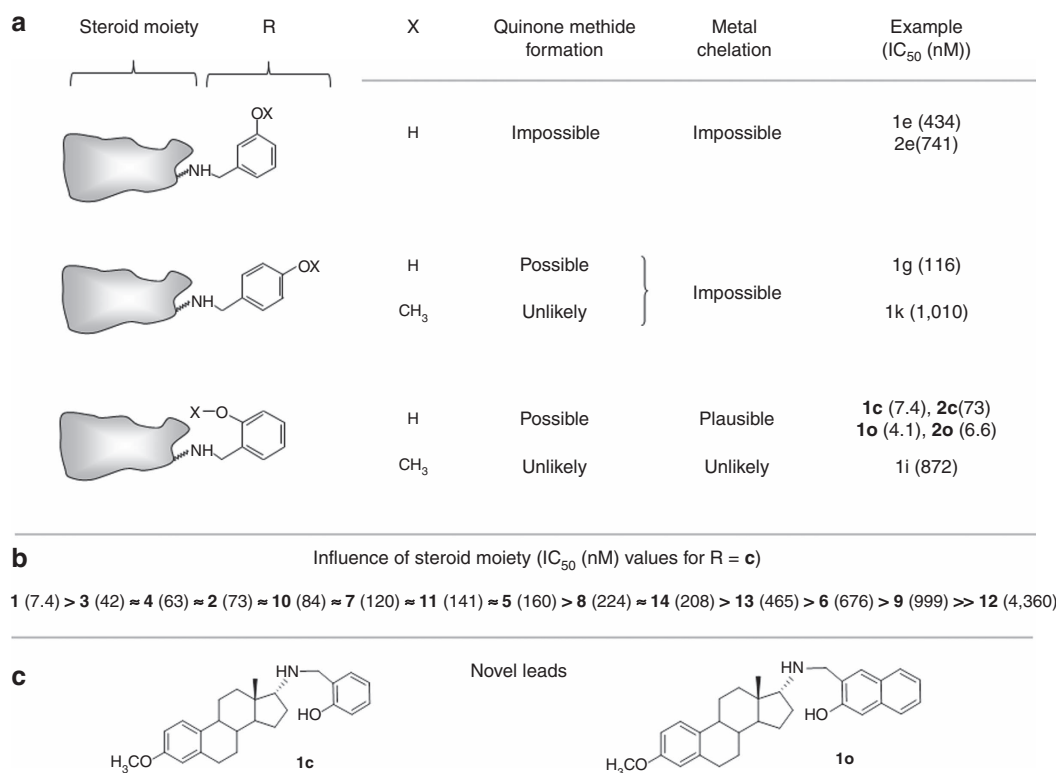 a
Steroid moiety R X Quinone methide formation Metal chelation Example (IC50 (nM))
OX
NH
H Impossible Impossible 1e (434)
2e(741)
OX
NH
H Possible 1g (116)
Impossible
CH3 Unlikely 1k (1,010)
X–O
NH
H Possible Plausible 1c (7.4), 2c(73)
1o (4.1), 2o (6.6)
CH3 Unlikely Unlikely 1i (872)
b
Influence of steroid moiety (IC50 (nM) values for R = c)
1 (7.4) > 3 (42) ≈ 4 (63) ≈ 2 (73) ≈ 10 (84) ≈ 7 (120) ≈ 11 (141) ≈ 5 (160) > 8 (224) ≈ 14 (208) > 13 (465) > 6 (676) > 9 (999) >> 12 (4,360)
c
Novel leads
HN
HO
H3CO
1c
HN
HO
H3CO
1o